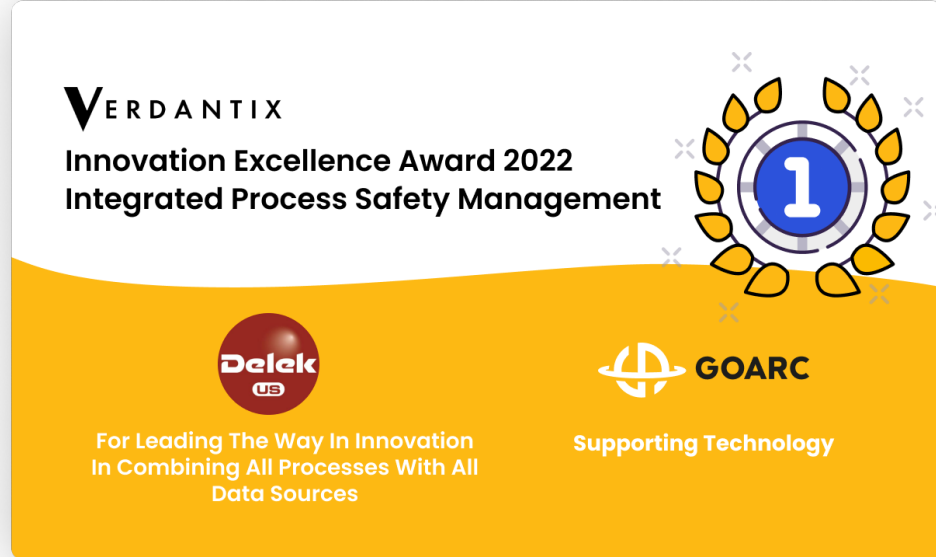 VERDANTIX
Innovation Excellence Award 2022
Integrated Process Safety Management
1
Delek
US
For Leading The Way In Innovation
In Combining All Processes With All
Data Sources
GOARC
Supporting Technology